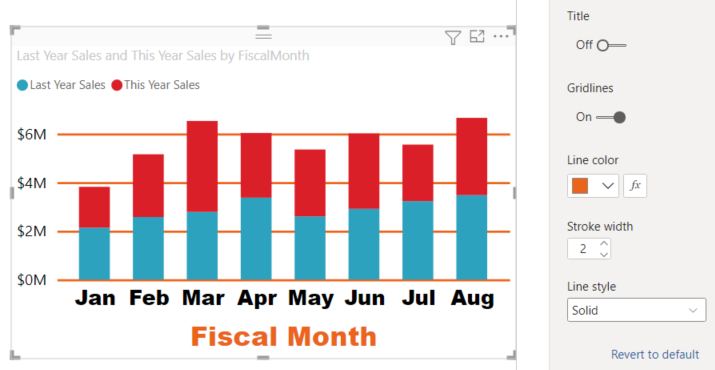 Last Year Sales and This Year Sales by FiscalMonth
Last Year Sales This Year Sales
$6M
$4M
$2M
$0M
Jan Feb Mar Apr May Jun Jul Aug
Fiscal Month
Title
Off
Gridlines
On
Line color
fx
Stroke width
2
Line style
Solid
Revert to default